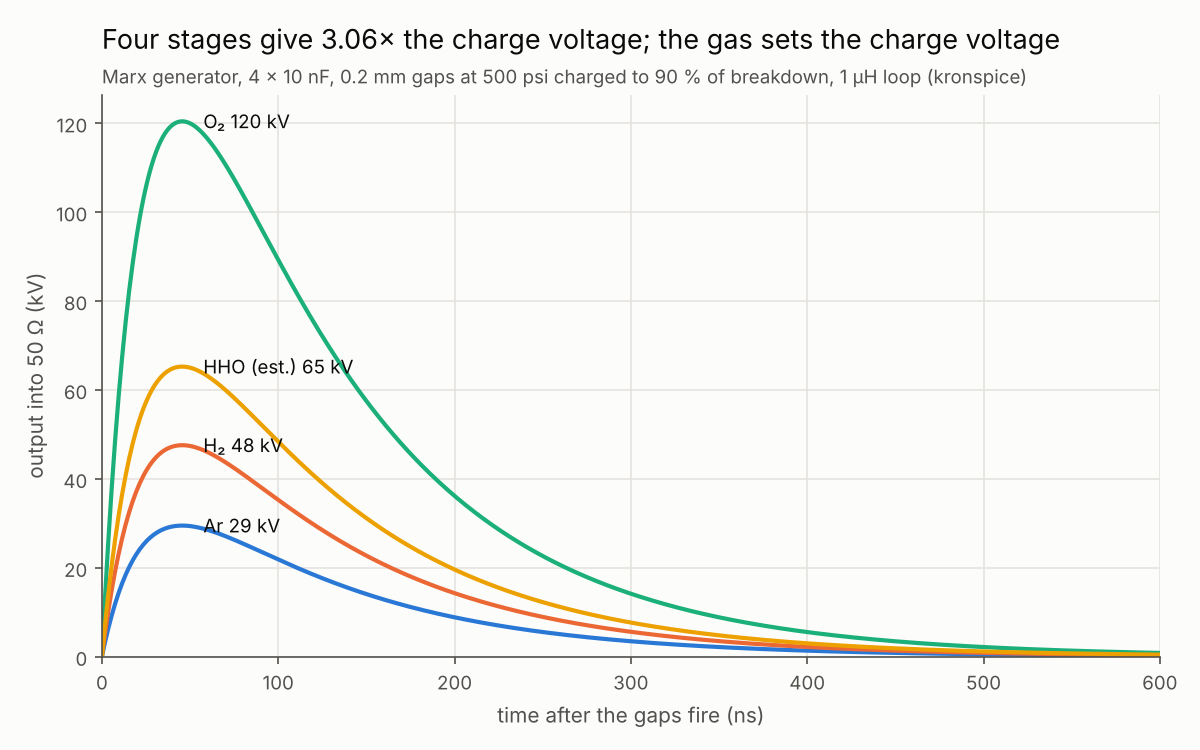 Four stages give 3.06× the charge voltage; the gas sets the charge voltage
Marx generator, 4 × 10 nF, 0.2 mm gaps at 500 psi charged to 90 % of breakdown, 1 µH loop (kronspice)
120
100
80
60
40
20
0
output into 50 Ω (kV)
O₂ 120 kV
HHO (est.) 65 kV
H₂ 48 kV
Ar 29 kV
0 100 200 300 400 500 600
time after the gaps fire (ns)